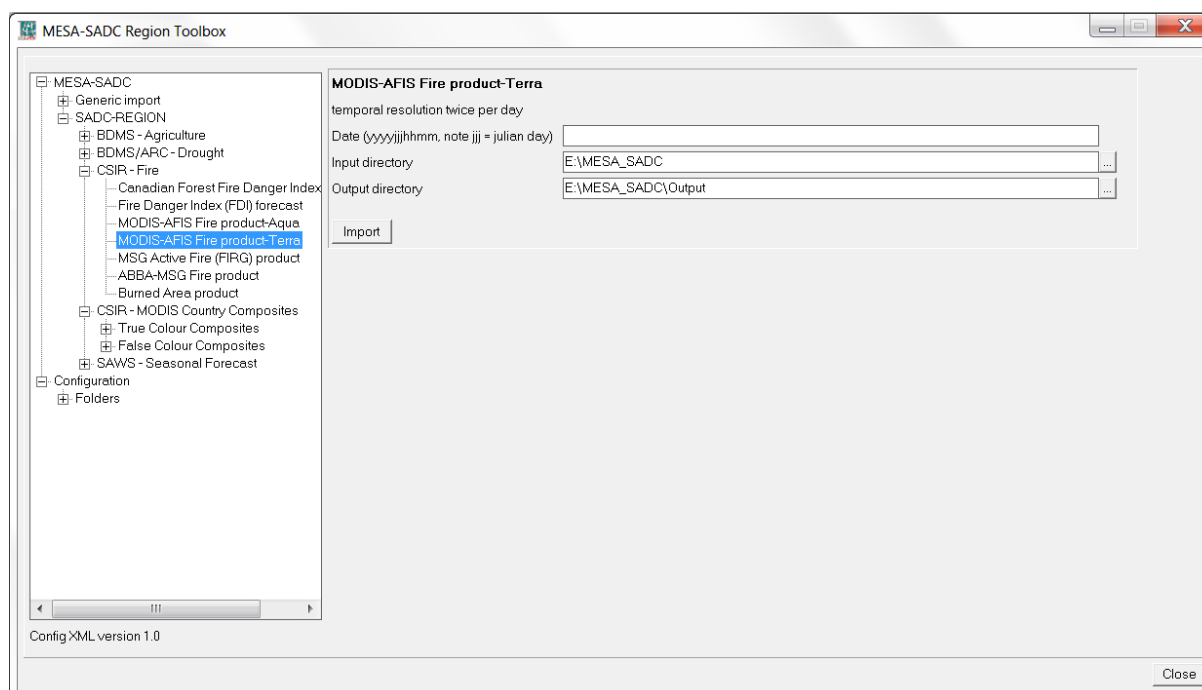 MESA-SADC Region Toolbox
MESA-SADC
Generic import
SADC-REGION
BDMS - Agriculture
BDMS/ARC - Drought
CSIR - Fire
Canadian Forest Fire Danger Index
Fire Danger Index (FDI) forecast
MODIS-AFIS Fire product-Aqua
MODIS-AFIS Fire product-Terra
MSG Active Fire (FIRG) product
ABBA-MSG Fire product
Burned Area product
CSIR - MODIS Country Composites
True Colour Composites
False Colour Composites
SAWS - Seasonal Forecast
Configuration
Folders
Config XML version 1.0
MODIS-AFIS Fire product-Terra
temporal resolution twice per day
Date (yyyyjjjhhmm, note jjj = julian day)
Input directory E:\MESA_SADC ...
Output directory E:\MESA_SADC\Output ...
Import
Close